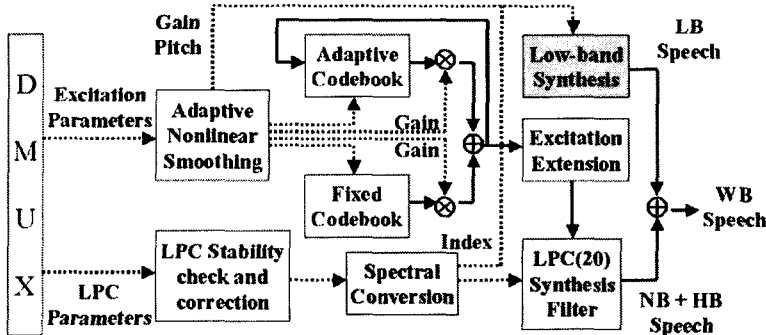 D
M
U
X
Excitation
Parameters
LPC
Parameters
Gain
Pitch
Adaptive
Nonlinear
Smoothing
Adaptive
Codebook
Gain
Gain
Fixed
Codebook
LPC Stability
check and
correction
Spectral
Conversion
Index
Low-band
Synthesis
Excitation
Extension
LPC(20)
Synthesis
Filter
LB
Speech
WB
Speech
NB + HB
Speech